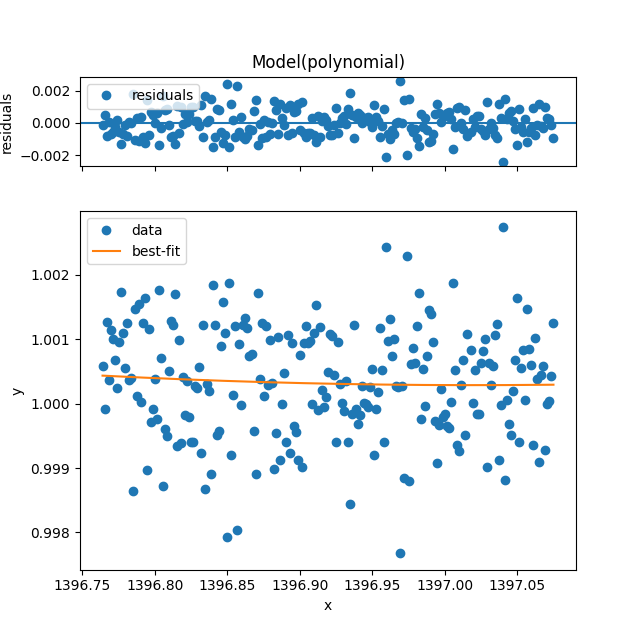 Model(polynomial)
residuals
0.002
0.000
−0.002
residuals
data
best-fit
1.002
1.001
1.000
0.999
0.998
y
1396.75 1396.80 1396.85 1396.90 1396.95 1397.00 1397.05
x